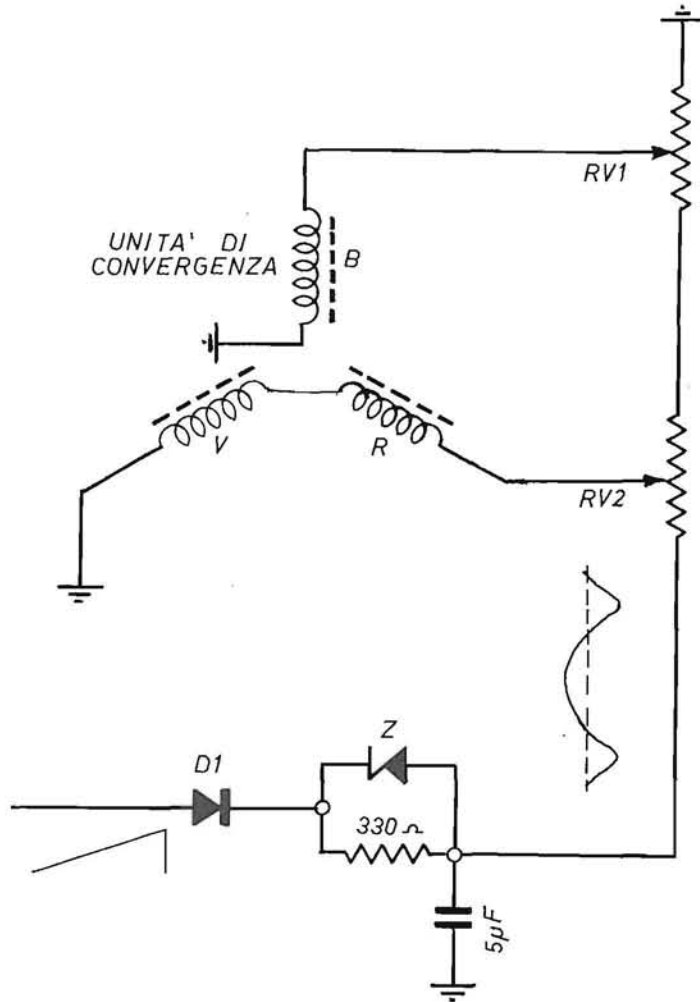 RV1
UNITA' DI
CONVERGENZA
B
V
R
RV2
Z
D1
330 Ω
5µF